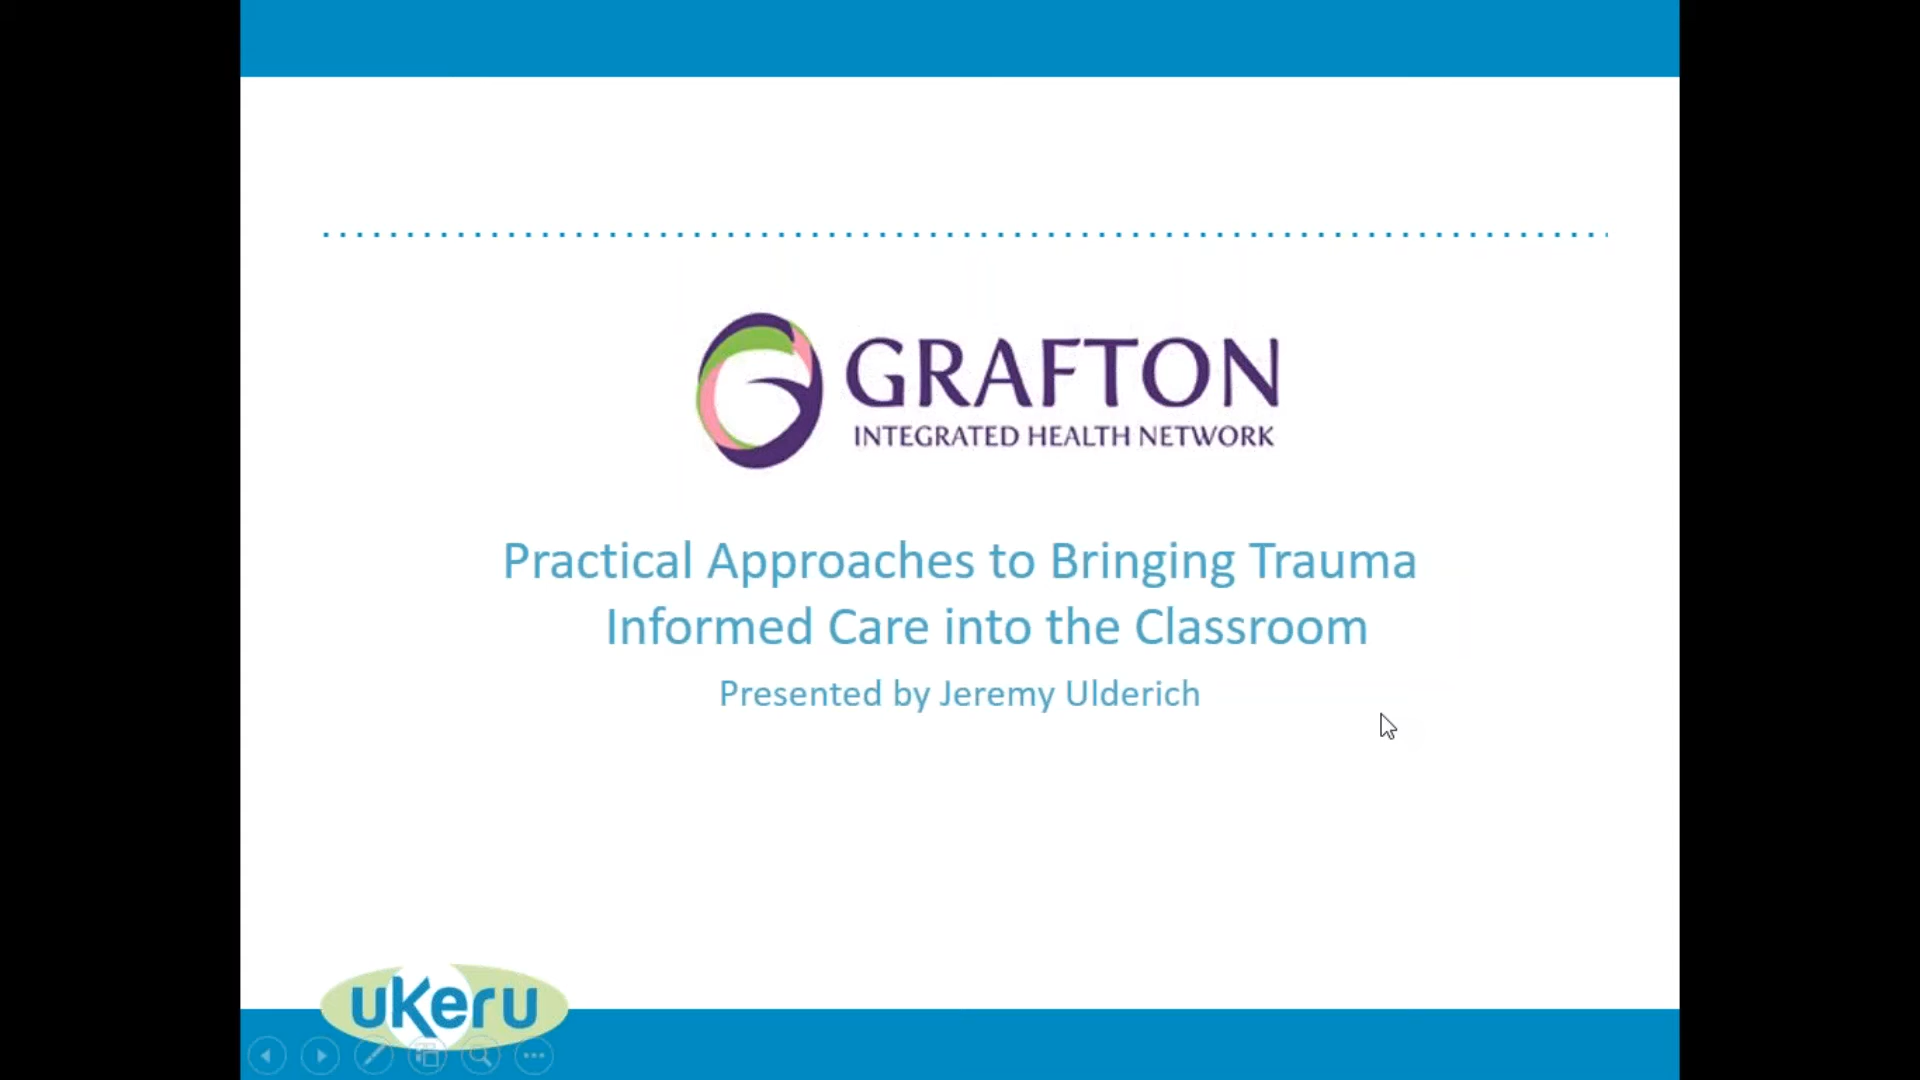 GRAFTON
INTEGRATED HEALTH NETWORK
Practical Approaches to Bringing Trauma
Informed Care into the Classroom
Presented by Jeremy Ulderich
uKeru